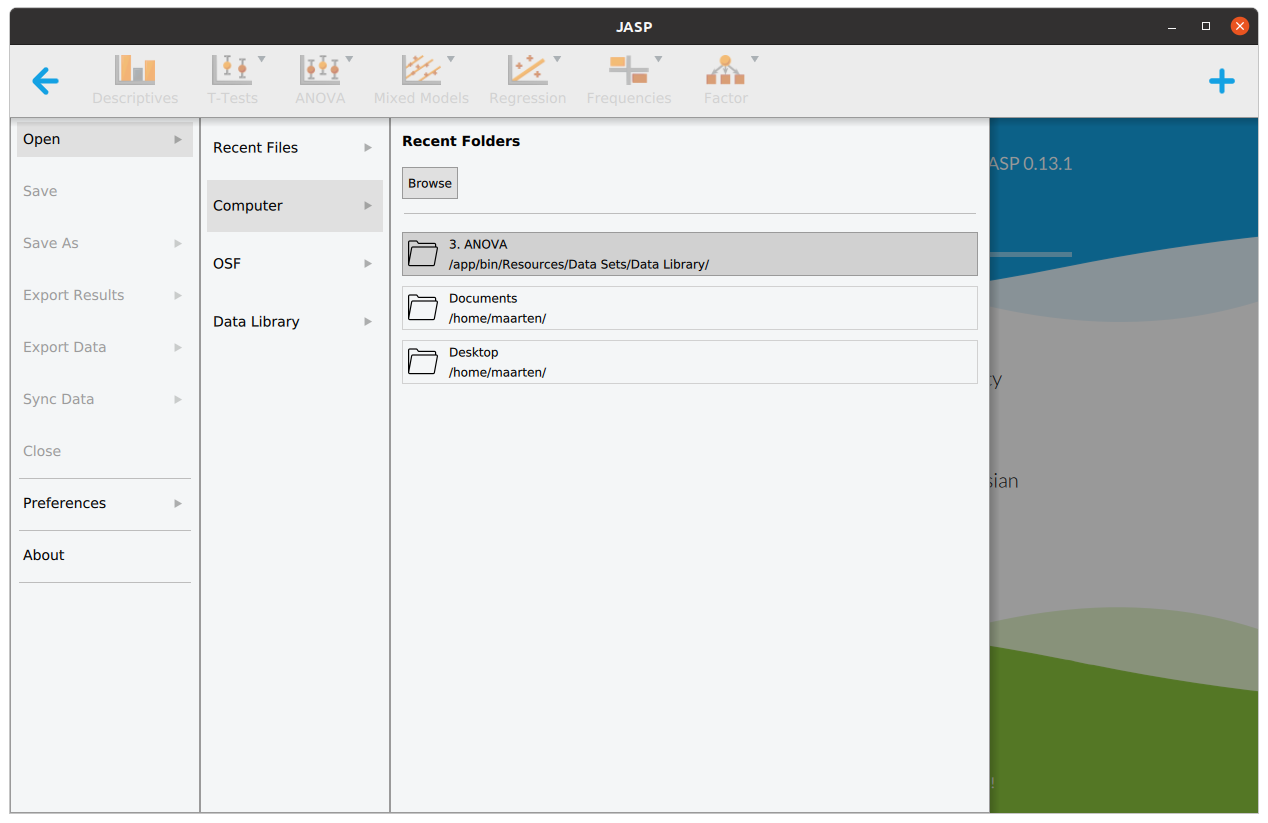 JASP
Descriptives
T-Tests
ANOVA
Mixed Models
Regression
Frequencies
Factor
Open
Save
Save As
Export Results
Export Data
Sync Data
Close
Preferences
About
Recent Files
Computer
OSF
Data Library
Recent Folders
Browse
3. ANOVA
/app/bin/Resources/Data Sets/Data Library/
Documents
/home/maarten/
Desktop
/home/maarten/
ASP 0.13.1
ty
sian
!